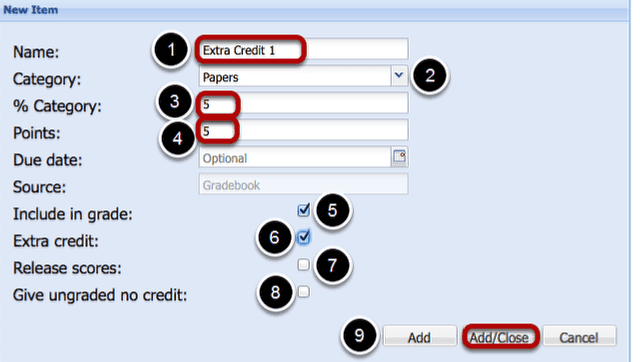 New Item
1 Name: Extra Credit 1
Category: Papers 2
3 % Category: 5
4 Points: 5
Due date: Optional
Source: Gradebook
Include in grade: 5
Extra credit: 6
Release scores: 7
Give ungraded no credit: 8
9 Add Add/Close Cancel